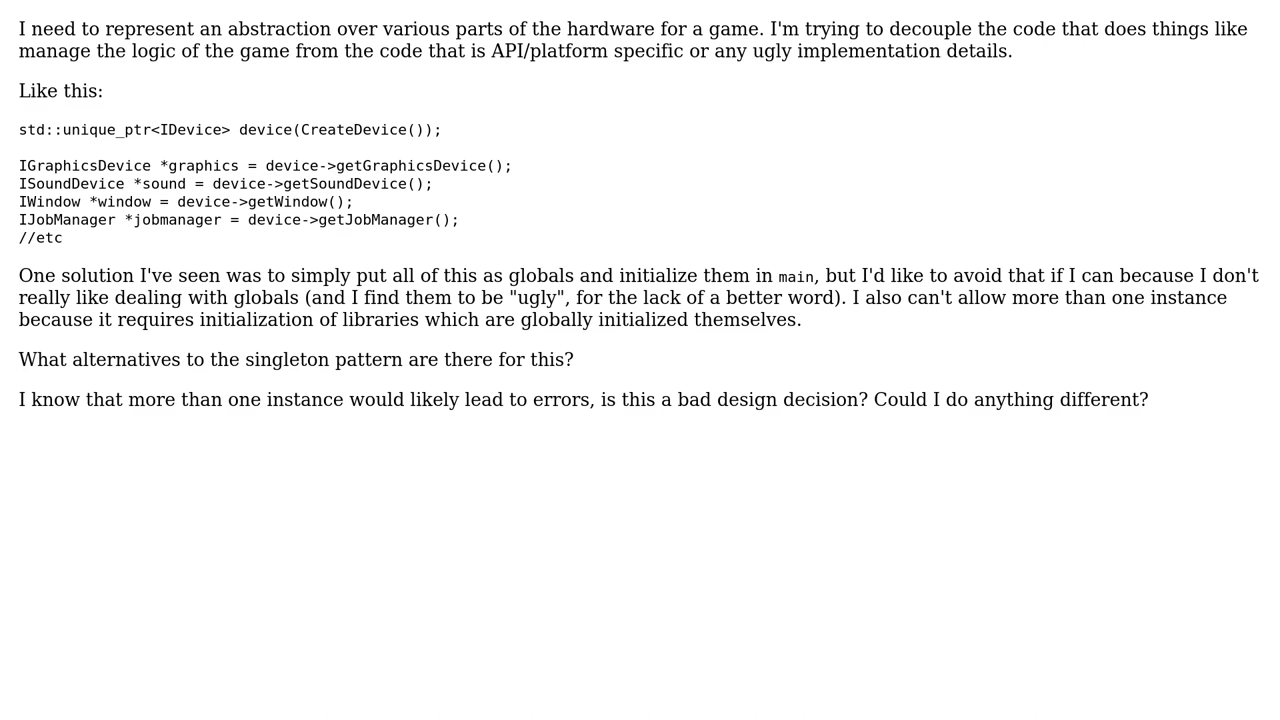 I need to represent an abstraction over various parts of the hardware for a game. I'm trying to decouple the code that does things like
manage the logic of the game from the code that is API/platform specific or any ugly implementation details.
Like this:
std::unique_ptr<IDevice> device(CreateDevice());
IGraphicsDevice *graphics = device->getGraphicsDevice();
ISoundDevice *sound = device->getSoundDevice();
IWindow *window = device->getWindow();
IJobManager *jobmanager = device->getJobManager();
//etc
One solution I've seen was to simply put all of this as globals and initialize them in main, but I'd like to avoid that if I can because I don't
really like dealing with globals (and I find them to be "ugly", for the lack of a better word). I also can't allow more than one instance
because it requires initialization of libraries which are globally initialized themselves.
What alternatives to the singleton pattern are there for this?
I know that more than one instance would likely lead to errors, is this a bad design decision? Could I do anything different?